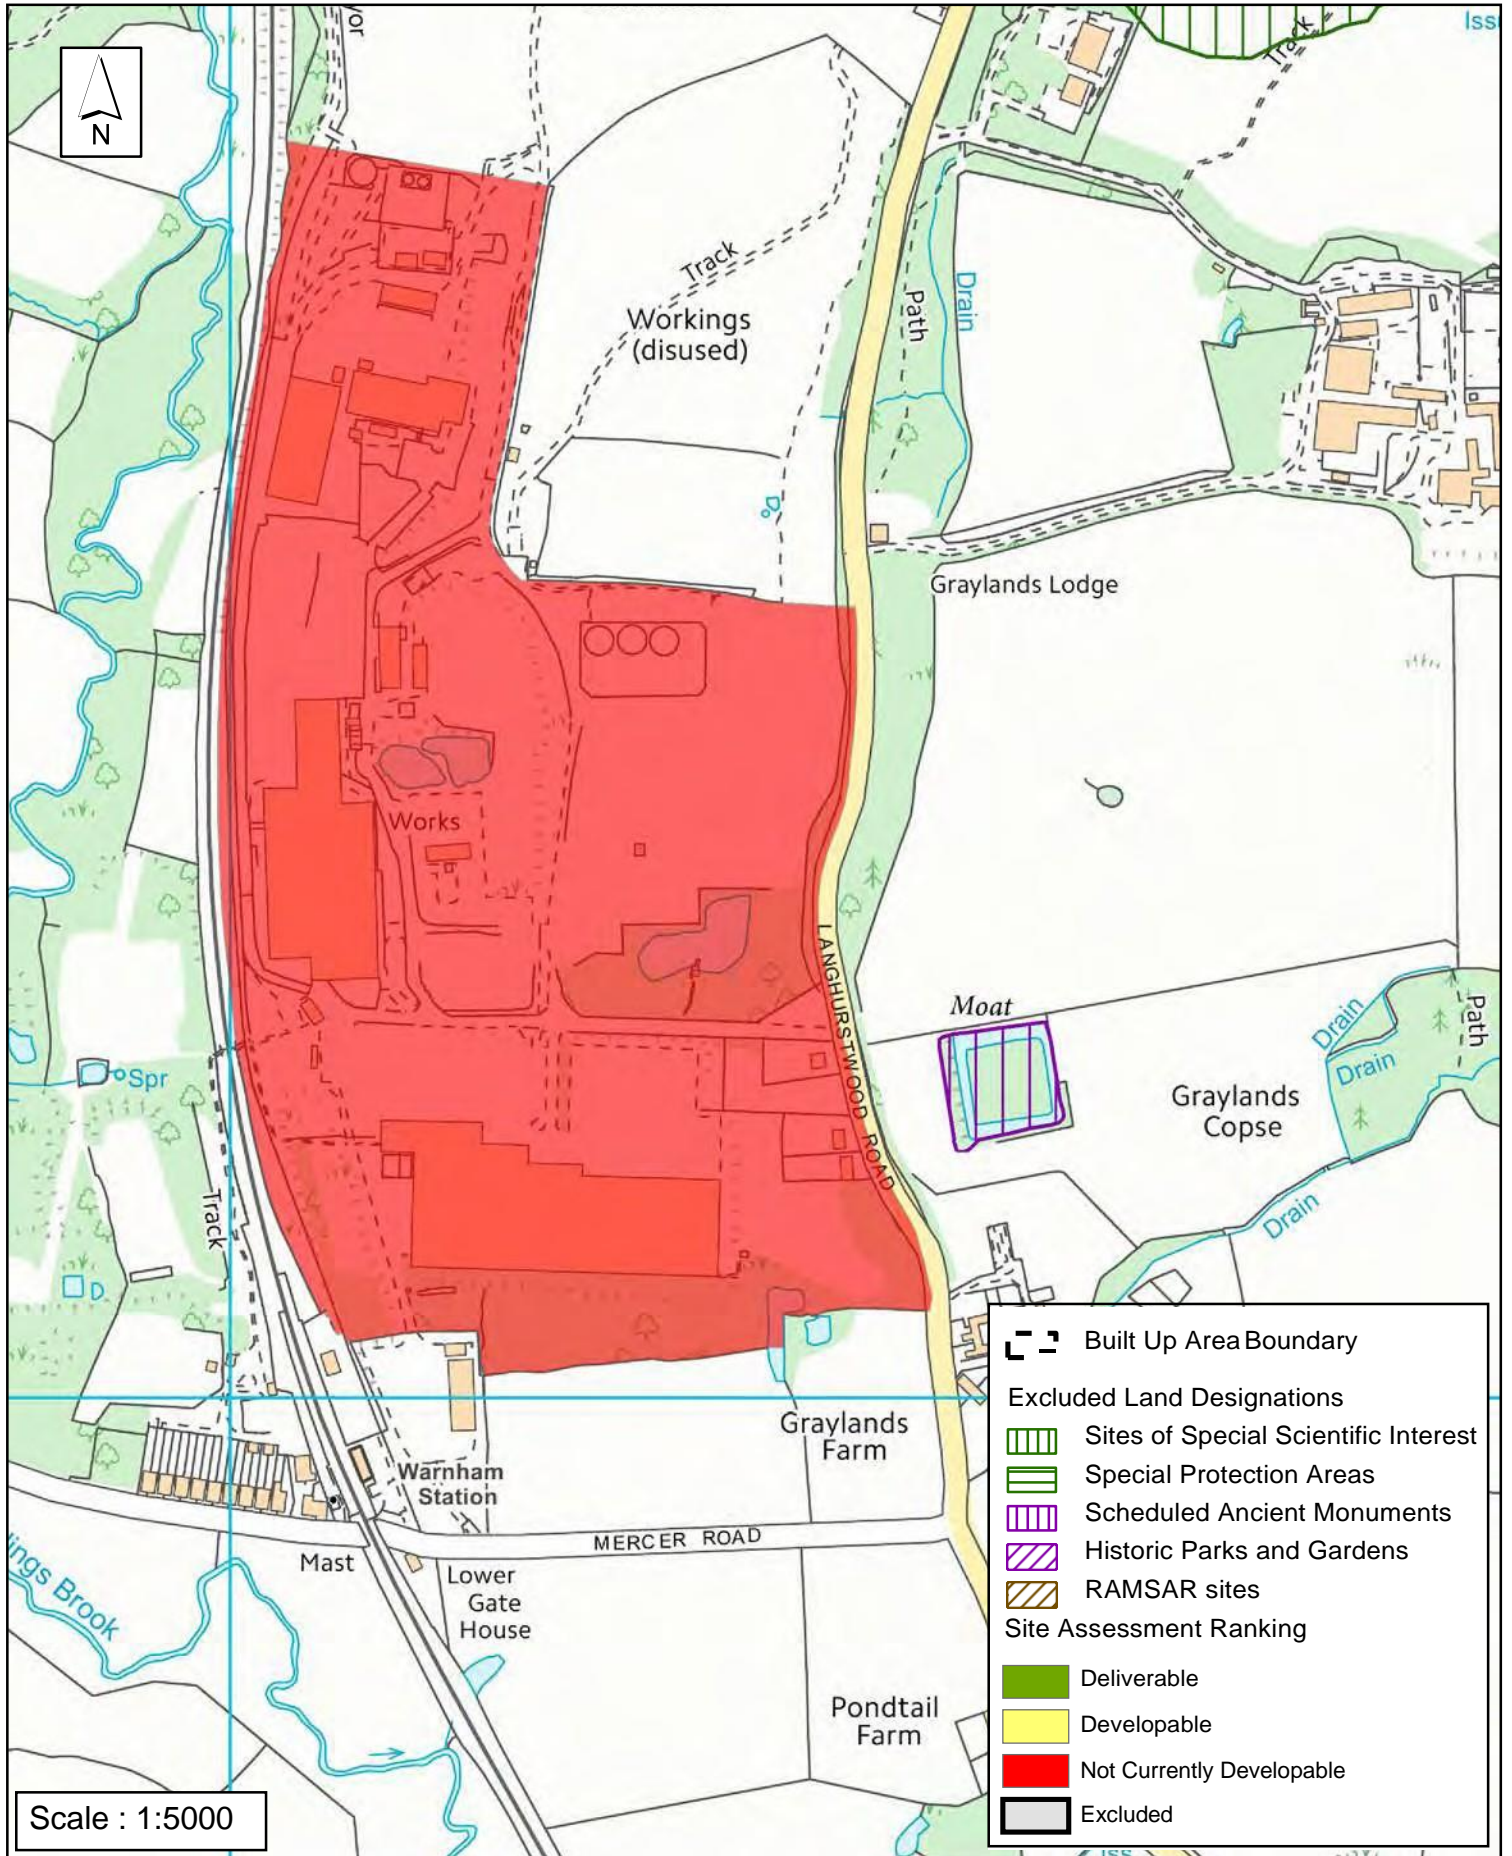 Track
N
Track
Workings
(disused)
Path
Drain
Graylands Lodge
Works
LANGHURSTWOOD ROAD
Moat
Drain
Path
Drain
Spr
Graylands
Copse
Track
Drain
D
Graylands
Farm
Warnham
Station
MERCER ROAD
Mast
Lower
Gate
House
ings Brook
Pondtail
Farm
Scale : 1:5000
Built Up Area Boundary
Excluded Land Designations
Sites of Special Scientific Interest
Special Protection Areas
Scheduled Ancient Monuments
Historic Parks and Gardens
RAMSAR sites
Site Assessment Ranking
Deliverable
Developable
Not Currently Developable
Excluded